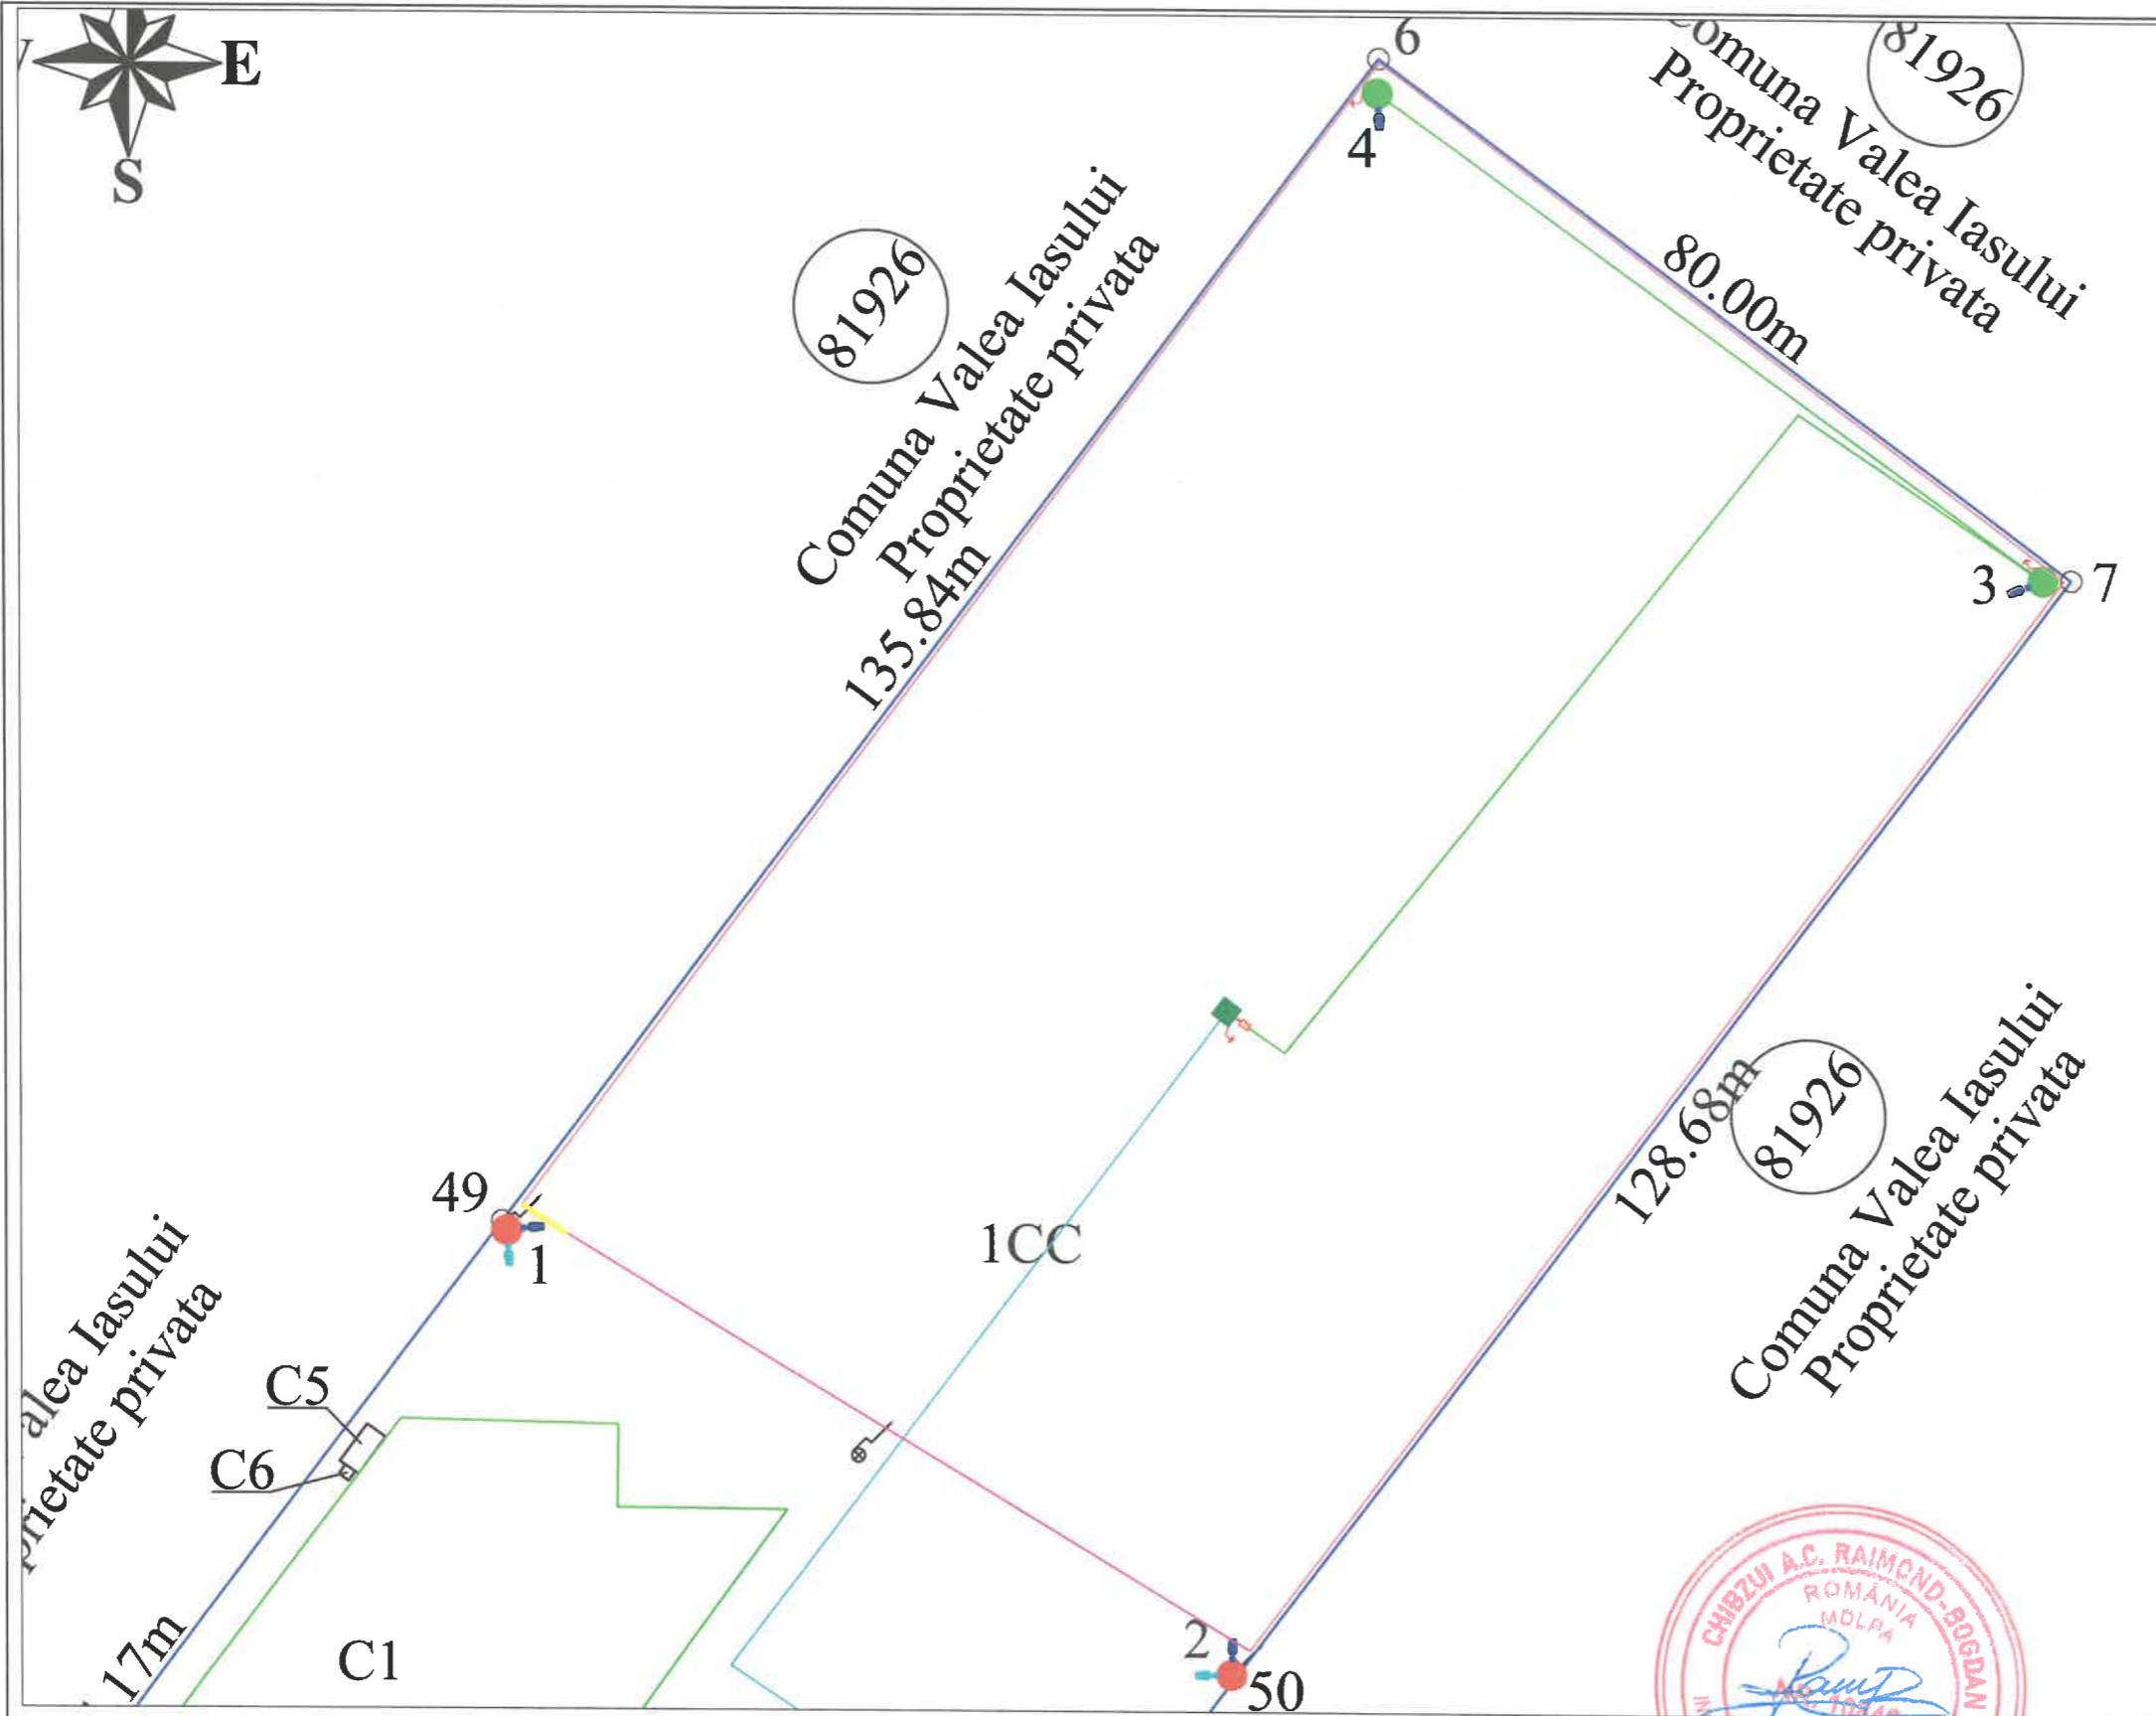 E
S
6
4
81926
Comuna Valea Iasului
Proprietate privata
80.00m
81926
Comuna Valea Iasului
Proprietate privata
135.84m
3
7
81926
128.68m
Comuna Valea Iasului
Proprietate privata
49
1
1CC
alea Iasului
prietate privata
C5
C6
17m
C1
2
50
CHIBZUI A.C. RAIMOND-BOGDAN
ROMÂNIA
MDLPA